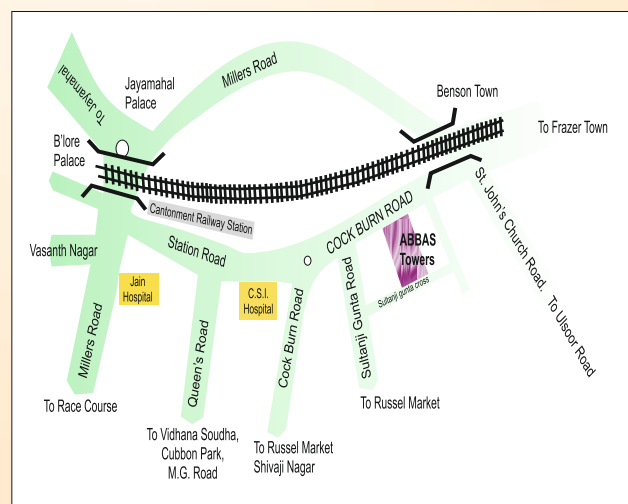 Millers Road
To Jayamahal
Jayamahal
Palace
Benson Town
To Frazer Town
B'lore
Palace
Cantonment Railway Station
COCK BURN ROAD
St. John's Church Road. To Ulsoor Road
Vasanth Nagar
Station Road
ABBAS
Towers
Jain
Hospital
C.S.I.
Hospital
Sultanji gunta cross
Millers Road
Queen's Road
Cock Burn Road
Sultanji Gunta Road
To Race Course
To Russel Market
To Vidhana Soudha,
Cubbon Park,
M.G. Road
To Russel Market
Shivaji Nagar